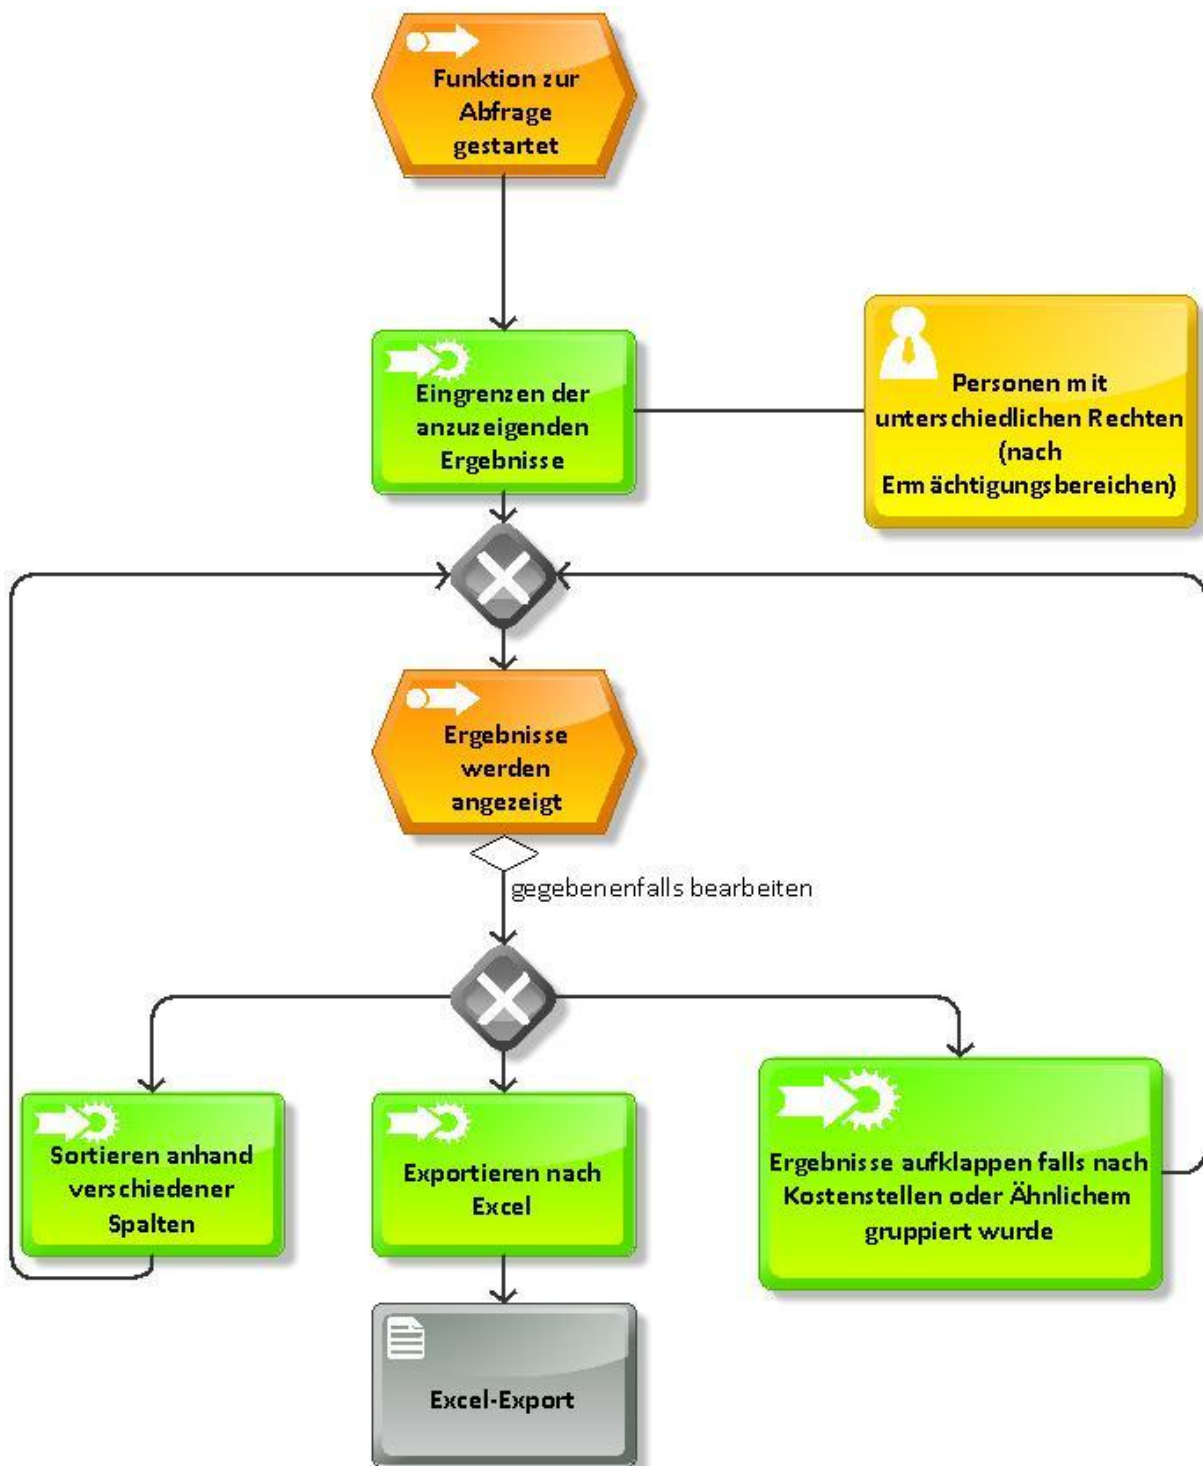 Funktion zur
Abfrage
gestartet
Eingrenzen der
anzuzeigenden
Ergebnisse
Personen mit
unterschiedlichen Rechten
(nach
Ermächtigungsbereichen)
Ergebnisse
werden
angezeigt
gegebenenfalls bearbeiten
Sortieren anhand
verschiedener
Spalten
Exportieren nach
Excel
Ergebnisse aufklappen falls nach
Kostenstellen oder Ähnlichem
gruppiert wurde
Excel-Export